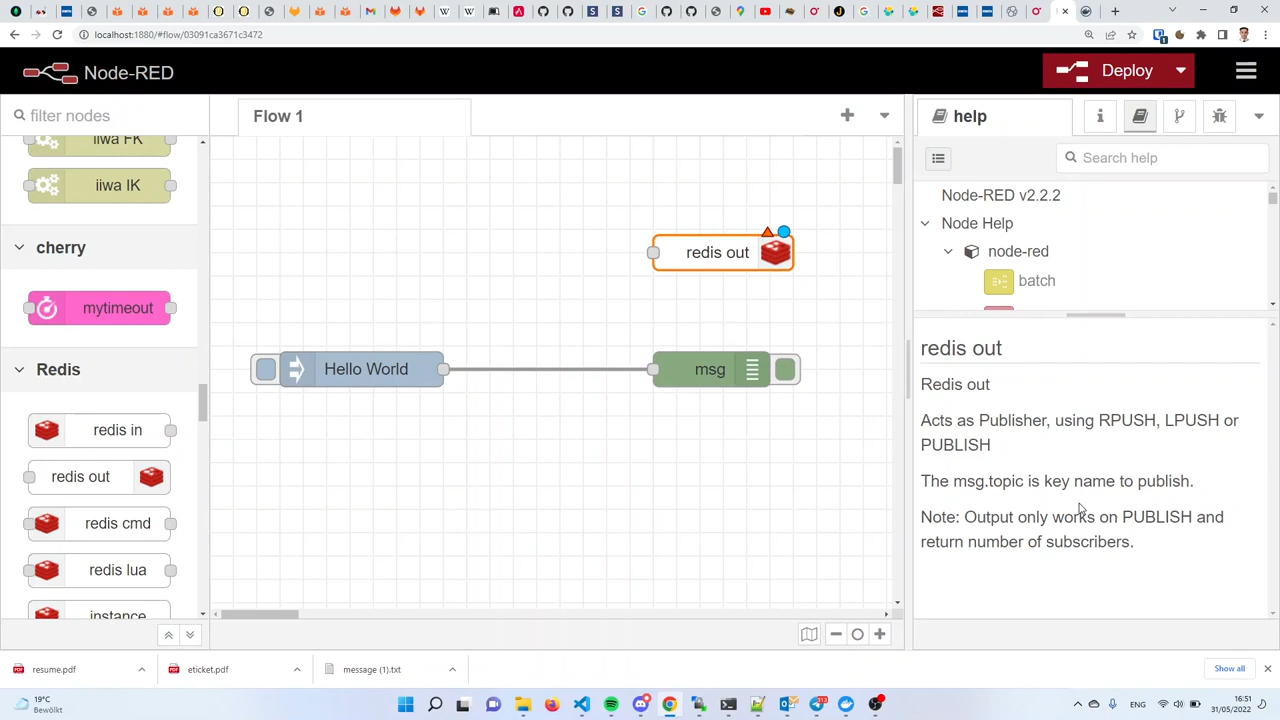 localhost:1880/#flow/03091ca3671c3472
Node-RED
Deploy
filter nodes
Flow 1
help
iiwa FK
iiwa IK
cherry
mytimeout
Redis
redis in
redis out
redis cmd
redis lua
instance
redis out
Hello World
msg
Search help
Node-RED v2.2.2
Node Help
node-red
batch
redis out
Redis out
Acts as Publisher, using RPUSH, LPUSH or
PUBLISH
The msg.topic is key name to publish.
Note: Output only works on PUBLISH and
return number of subscribers.
resume.pdf
eticket.pdf
message (1).txt
Show all
19°C
Bewölkt
ENG
16:51
31/05/2022